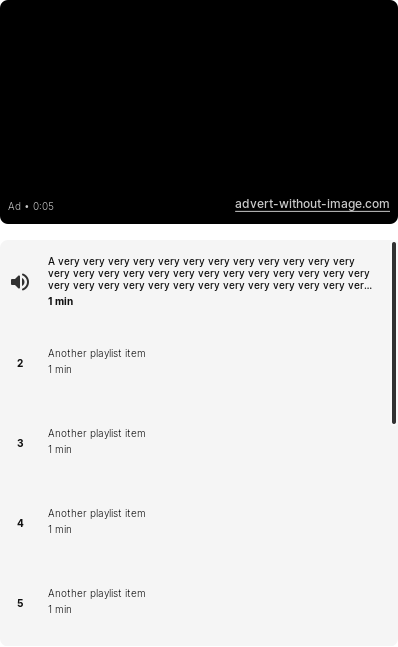 Ad • 0:05
advert-without-image.com
A very very very very very very very very very very very very
very very very very very very very very very very very very very
very very very very very very very very very very very very ver...
1 min
2
Another playlist item
1 min
3
Another playlist item
1 min
4
Another playlist item
1 min
5
Another playlist item
1 min